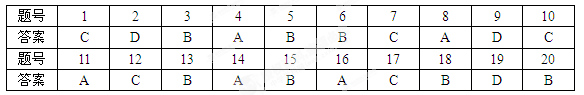 题号 1 2 3 4 5 6 7 8 9 10
答案 C D B A B B C A D C
题号 11 12 13 14 15 16 17 18 19 20
答案 A C B A B A C B D B